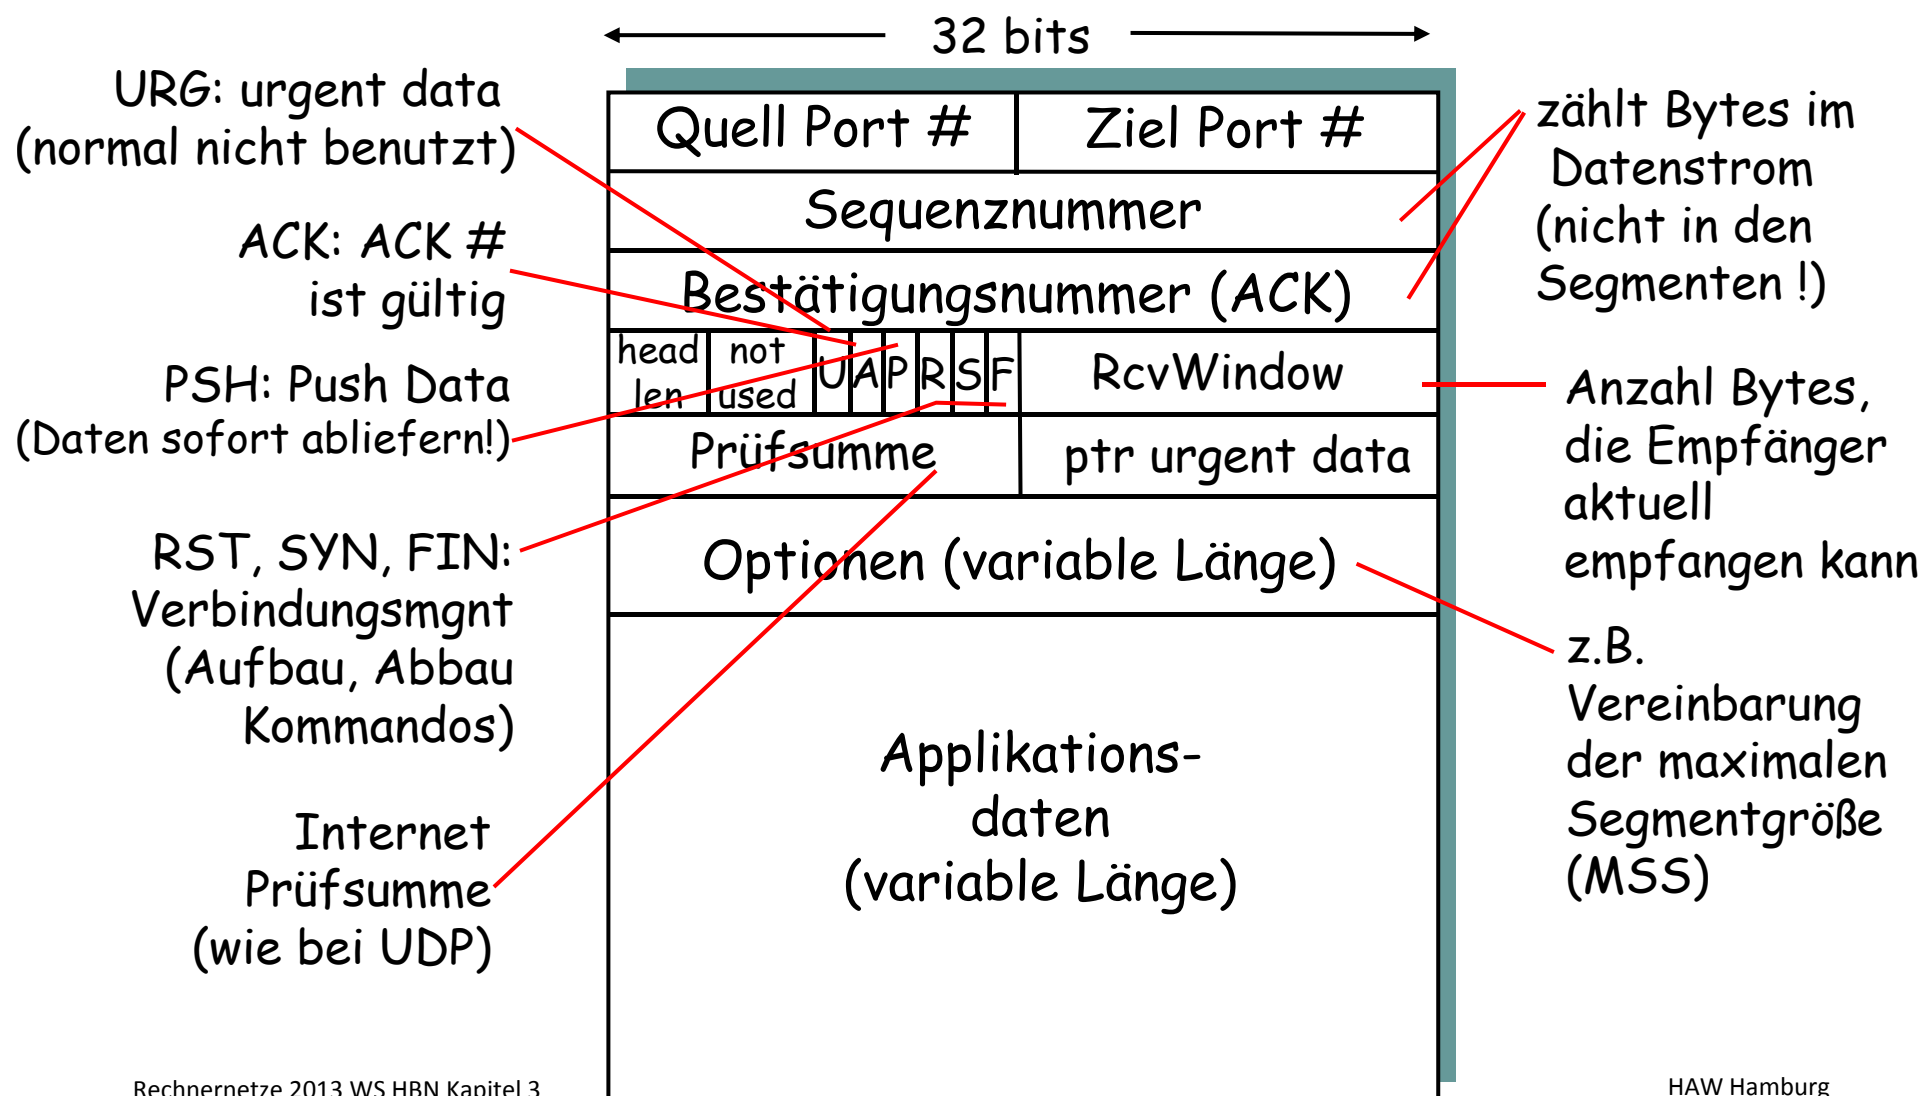 32 bits
URG: urgent data
(normal nicht benutzt)
ACK: ACK #
ist gültig
PSH: Push Data
(Daten sofort abliefern!)
RST, SYN, FIN:
Verbindungsmgnt
(Aufbau, Abbau
Kommandos)
Internet
Prüfsumme
(wie bei UDP)
Quell Port # Ziel Port #
Sequenznummer
Bestätigungsnummer (ACK)
head
len
not
used
U A P R S F
RcvWindow
Prüfsumme ptr urgent data
Optionen (variable Länge)
Applikations-
daten
(variable Länge)
zählt Bytes im
Datenstrom
(nicht in den
Segmenten !)
Anzahl Bytes,
die Empfänger
aktuell
empfangen kann
z.B.
Vereinbarung
der maximalen
Segmentgröße
(MSS)
Rechnernetze 2013 WS HBN Kapitel 3
HAW Hamburg